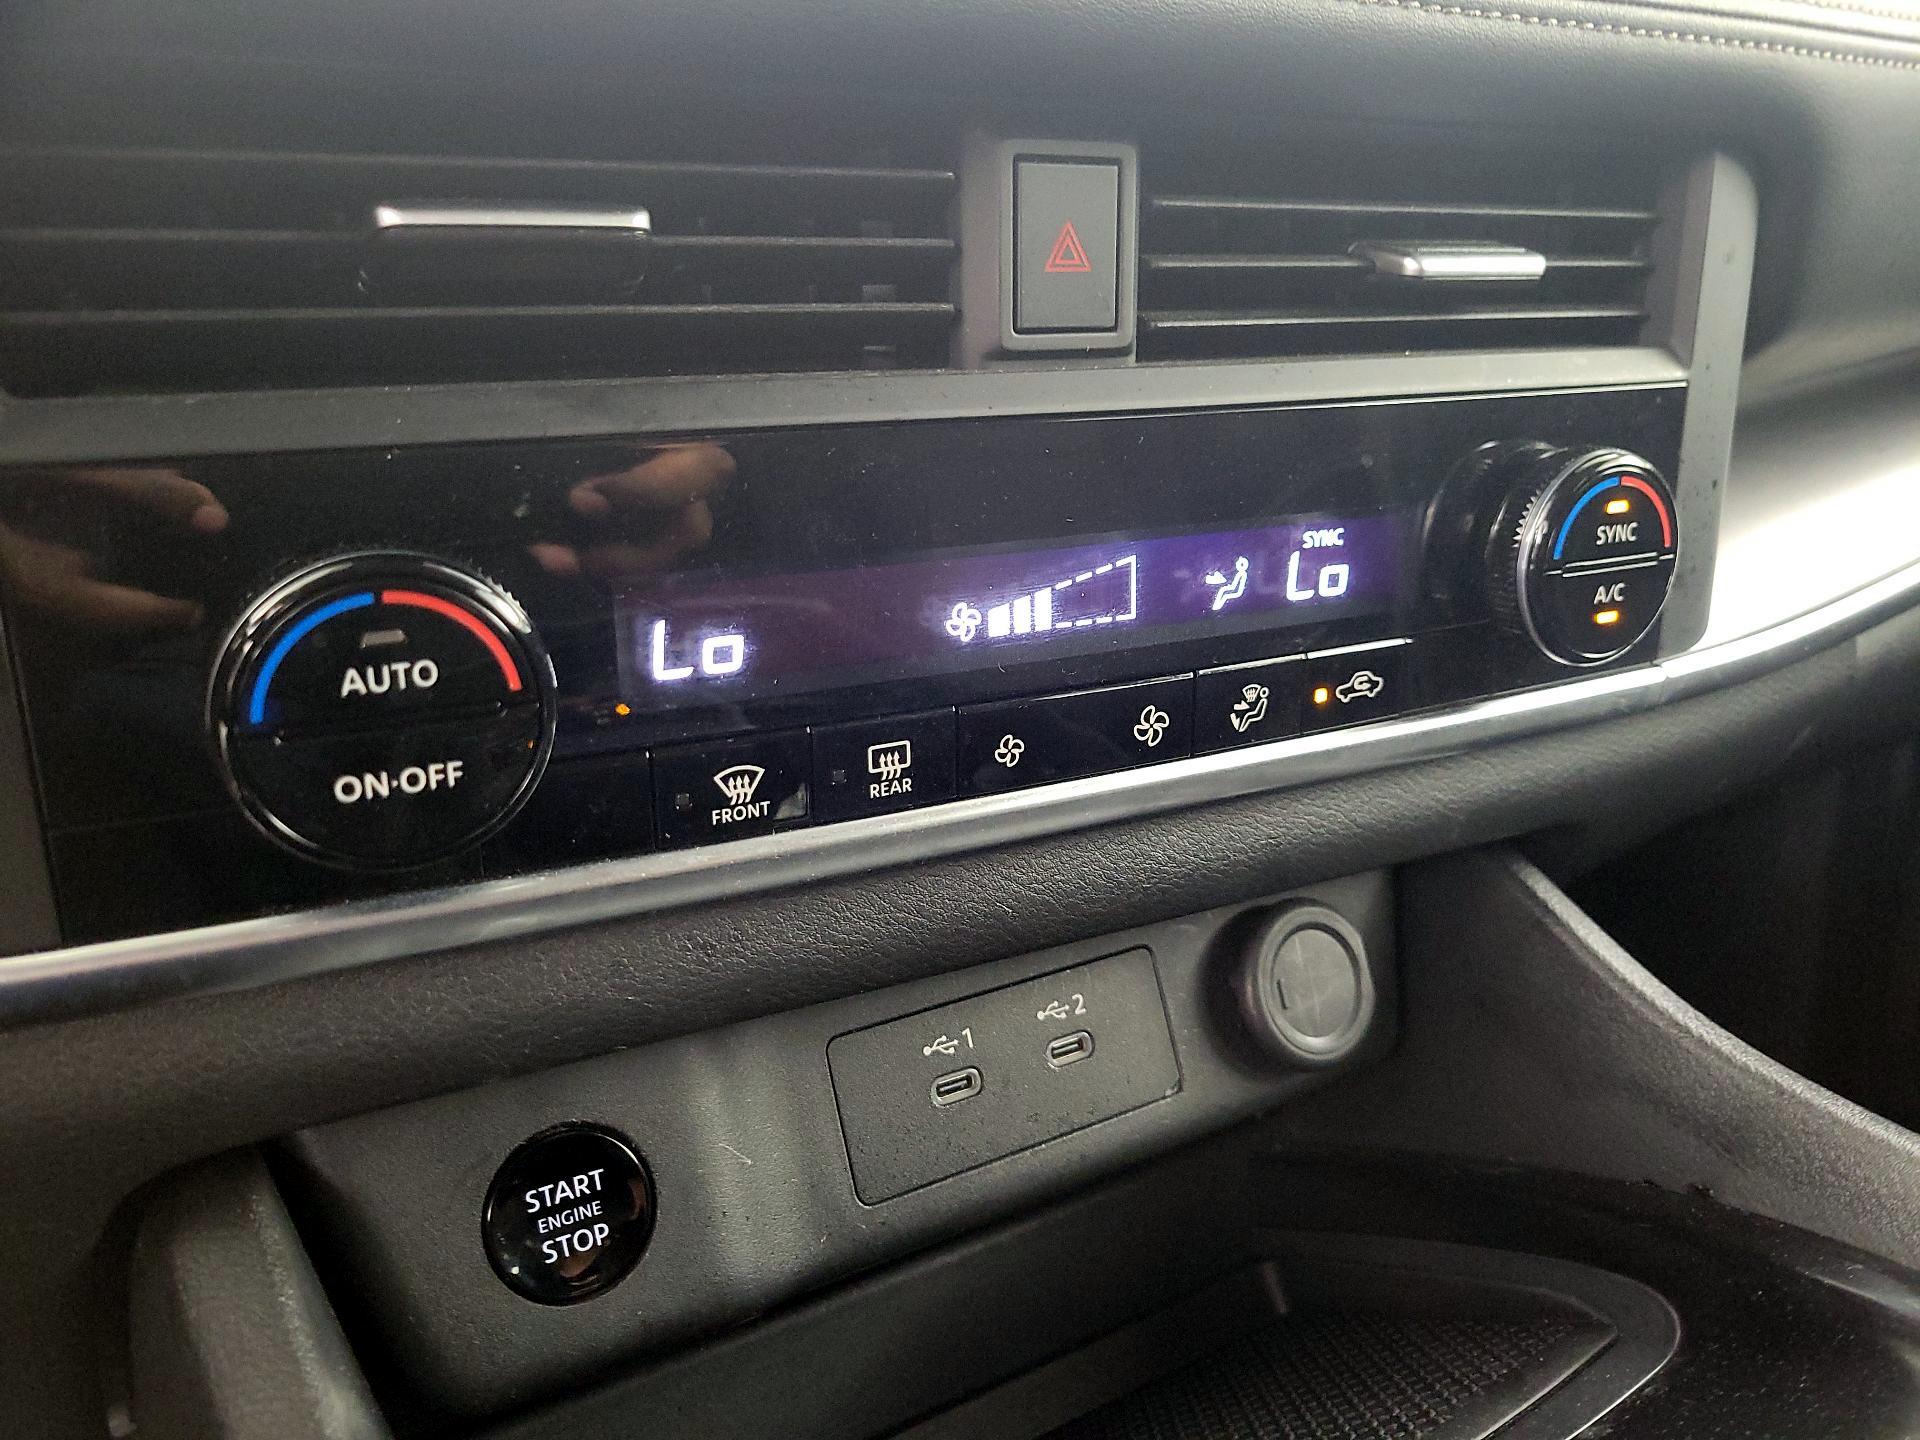 SYNC
Lo
Lo
AUTO
ON·OFF
SYNC
A/C
FRONT
REAR
1
2
START
ENGINE
STOP